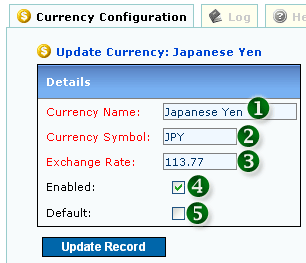 Currency Configuration Log He
Update Currency: Japanese Yen
Details
Currency Name: Japanese Yen 1
Currency Symbol: JPY 2
Exchange Rate: 113.77 3
Enabled: 4
Default: 5
Update Record